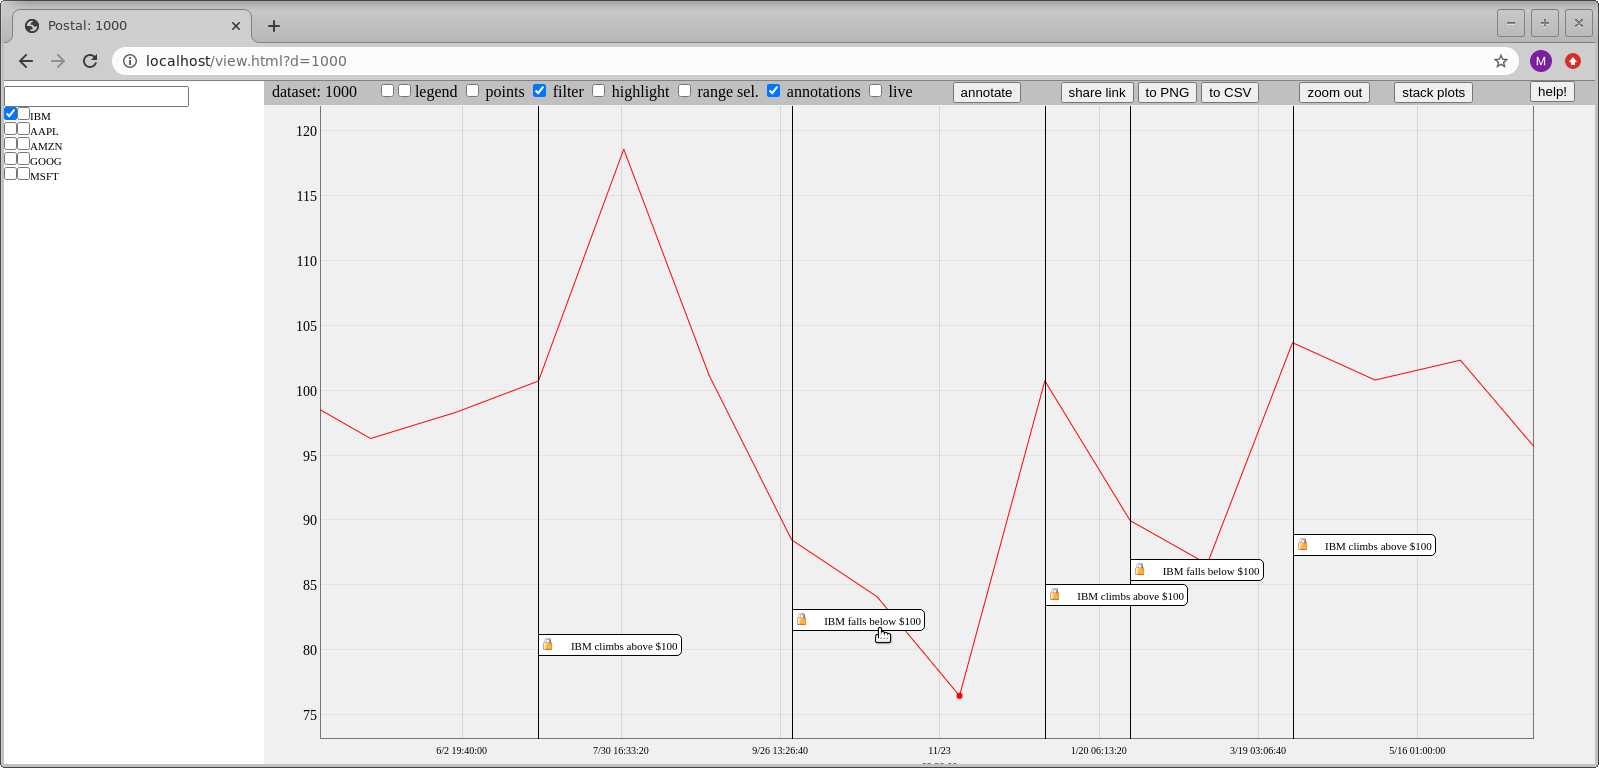 Postal: 1000
localhost/view.html?d=1000
M
dataset: 1000 legend points filter highlight range sel. annotations live annotate share link to PNG to CSV zoom out stack plots help!
IBM
AAPL
AMZN
GOOG
MSFT
120
115
110
105
100
95
90
85
80
75
IBM climbs above $100
IBM falls below $100
IBM climbs above $100
IBM falls below $100
IBM climbs above $100
6/2 19:40:00 7/30 16:33:20 9/26 13:26:40 11/23 1/20 06:13:20 3/19 03:06:40 5/16 01:00:00